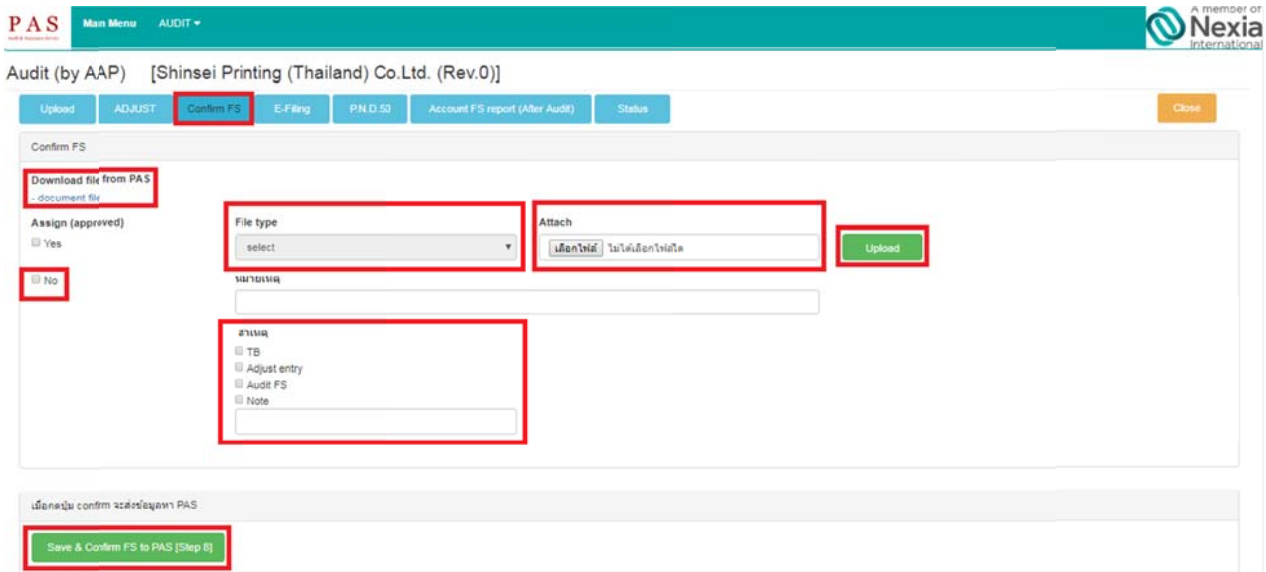 PAS
Man Menu AUDIT
A member of
Nexia
International
Audit (by AAP) [Shinsei Printing (Thailand) Co.Ltd. (Rev.0)]
Upload ADJUST Confirm FS E-Filing P.N.D.50 Account FS report (After Audit) Status Close
Confirm FS
Download file from PAS
- document file
Assign (approved) File type Attach
Yes select เลือกไฟล์ ไม่ได้เลือกไฟล์ใด Upload
No หมายเหตุ
สาเหตุ
TB
Adjust entry
Audit FS
Note
เมื่อกดปุ่ม confirm จะส่งข้อมูลหา PAS
Save & Confirm FS to PAS [Step 8]